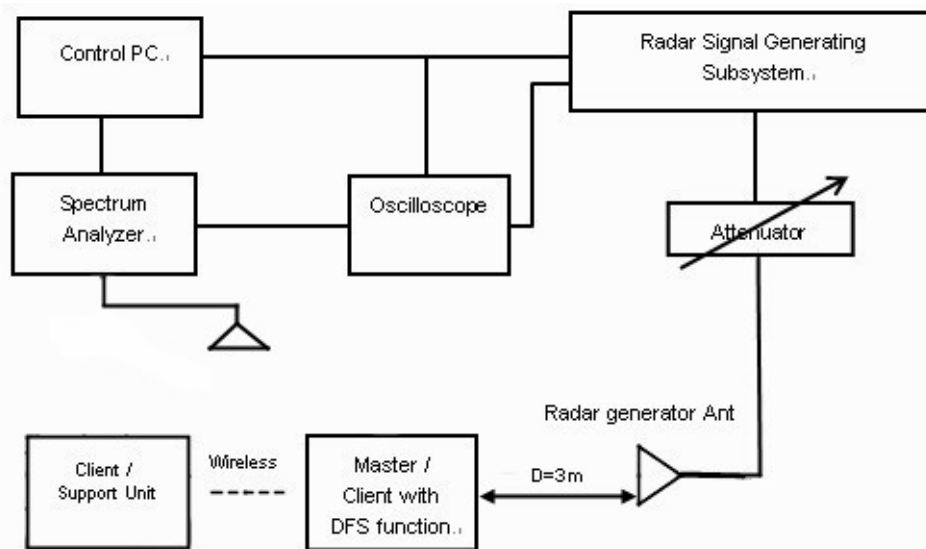 Control PC
Radar Signal Generating
Subsystem
Spectrum
Analyzer
Oscilloscope
Attenuator
Radar generator Ant
Client /
Support Unit
Wireless
Master /
Client with
DFS function
D=3m